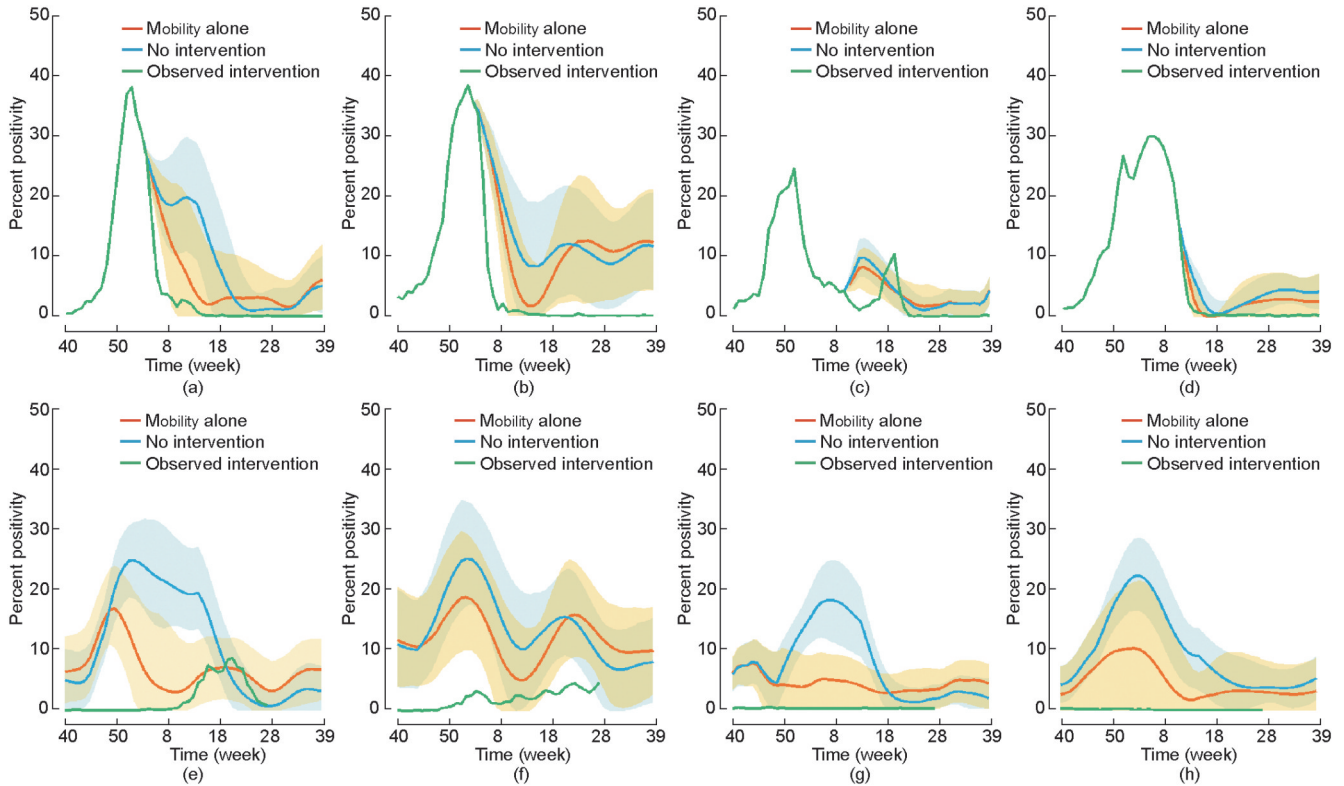 50
40
30
20
10
0
Percent positivity
Mobility alone
No intervention
Observed intervention
40 50 8 18 28 39
Time (week)
(a)
50
40
30
20
10
0
Percent positivity
Mobility alone
No intervention
Observed intervention
40 50 8 18 28 39
Time (week)
(b)
50
40
30
20
10
0
Percent positivity
Mobility alone
No intervention
Observed intervention
40 50 8 18 28 39
Time (week)
(c)
50
40
30
20
10
0
Percent positivity
Mobility alone
No intervention
Observed intervention
40 50 8 18 28 39
Time (week)
(d)
50
40
30
20
10
0
Percent positivity
Mobility alone
No intervention
Observed intervention
40 50 8 18 28 39
Time (week)
(e)
50
40
30
20
10
0
Percent positivity
Mobility alone
No intervention
Observed intervention
40 50 8 18 28 39
Time (week)
(f)
50
40
30
20
10
0
Percent positivity
Mobility alone
No intervention
Observed intervention
40 50 8 18 28 39
Time (week)
(g)
50
40
30
20
10
0
Percent positivity
Mobility alone
No intervention
Observed intervention
40 50 8 18 28 39
Time (week)
(h)